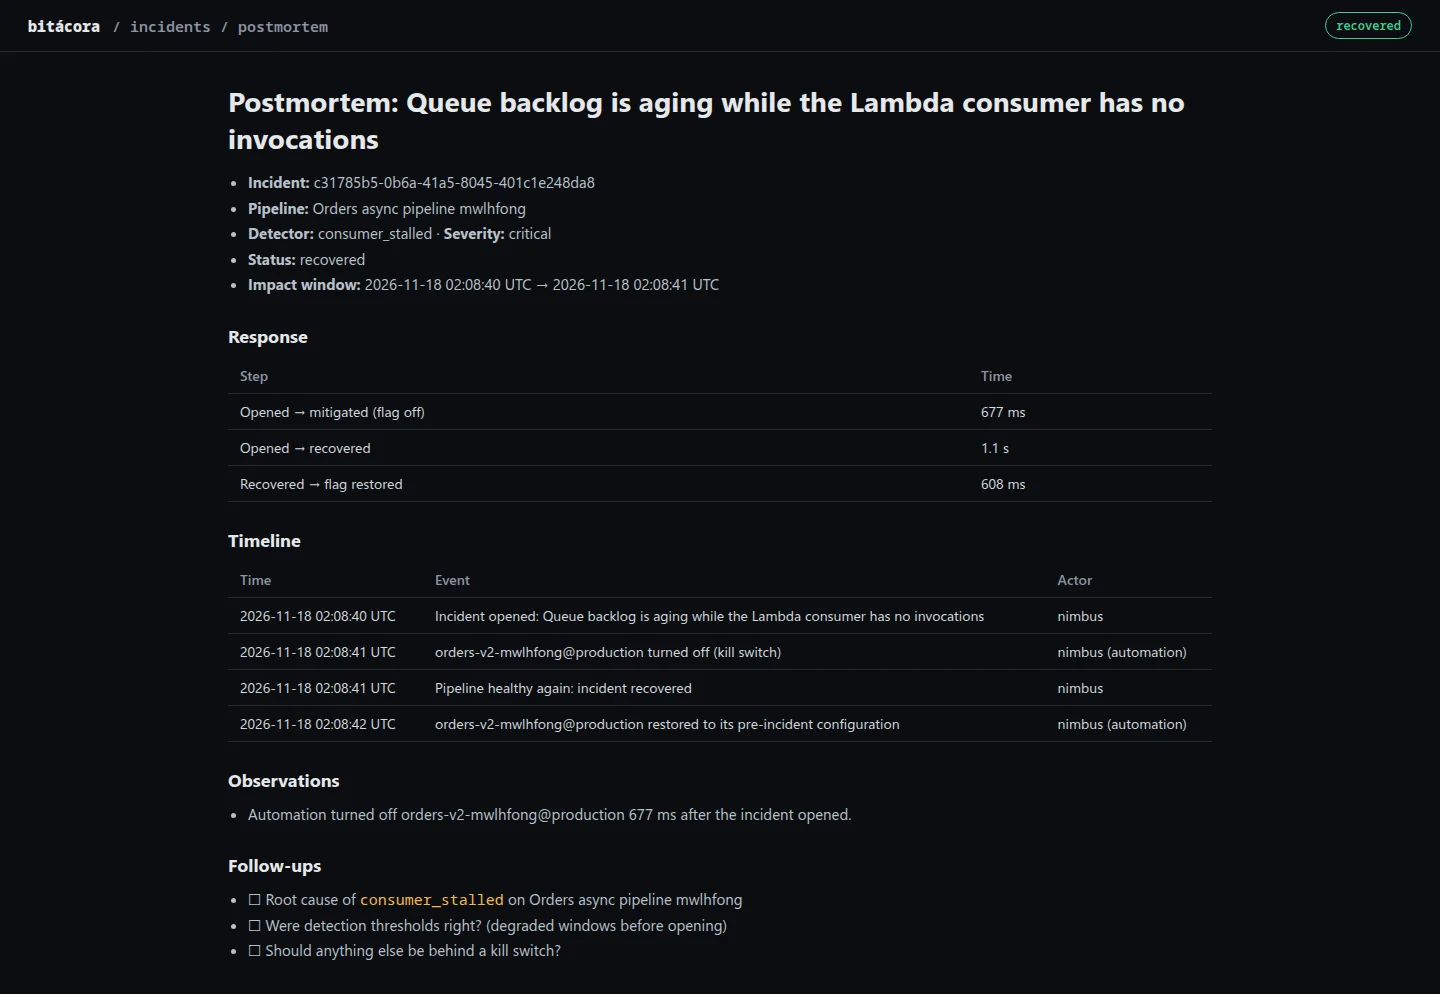 bitácora / incidents / postmortem
recovered
Postmortem: Queue backlog is aging while the Lambda consumer has no
invocations
• Incident: c31785b5-0b6a-41a5-8045-401c1e248da8
• Pipeline: Orders async pipeline mwlhfong
• Detector: consumer_stalled · Severity: critical
• Status: recovered
• Impact window: 2026-11-18 02:08:40 UTC → 2026-11-18 02:08:41 UTC
Response
Step Time
Opened → mitigated (flag off) 677 ms
Opened → recovered 1.1 s
Recovered → flag restored 608 ms
Timeline
Time Event Actor
2026-11-18 02:08:40 UTC Incident opened: Queue backlog is aging while the Lambda consumer has no invocations nimbus
2026-11-18 02:08:41 UTC orders-v2-mwlhfong@production turned off (kill switch) nimbus (automation)
2026-11-18 02:08:41 UTC Pipeline healthy again: incident recovered nimbus
2026-11-18 02:08:42 UTC orders-v2-mwlhfong@production restored to its pre-incident configuration nimbus (automation)
Observations
• Automation turned off orders-v2-mwlhfong@production 677 ms after the incident opened.
Follow-ups
• ☐ Root cause of consumer_stalled on Orders async pipeline mwlhfong
• ☐ Were detection thresholds right? (degraded windows before opening)
• ☐ Should anything else be behind a kill switch?